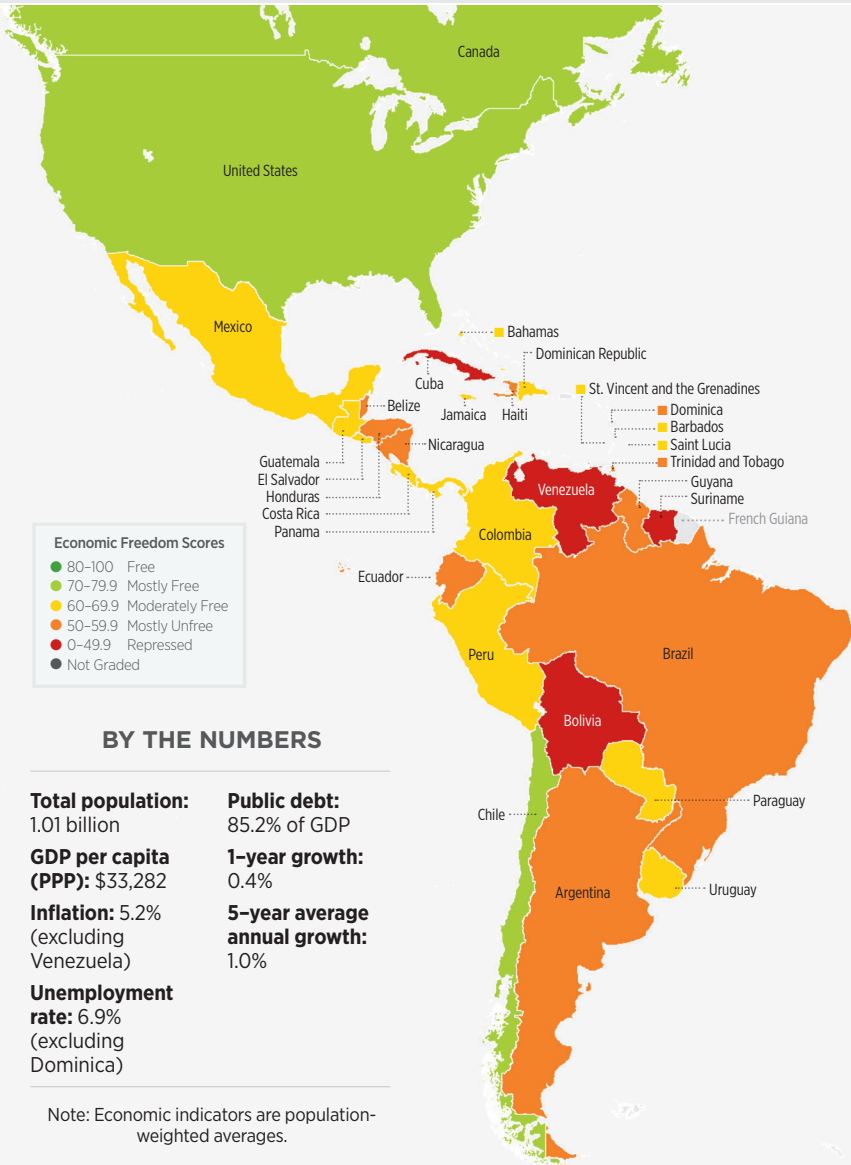 Canada
United States
Mexico
Bahamas
Dominican Republic
Cuba
St. Vincent and the Grenadines
Belize
Jamaica
Haiti
Dominica
Barbados
Nicaragua
Saint Lucia
Guatemala
Trinidad and Tobago
El Salvador
Venezuela
Guyana
Honduras
Suriname
Costa Rica
French Guiana
Panama
Colombia
Economic Freedom Scores
80–100 Free
70–79.9 Mostly Free
60–69.9 Moderately Free
50–59.9 Mostly Unfree
0–49.9 Repressed
Not Graded
Ecuador
Peru
Brazil
Bolivia
Paraguay
Chile
Argentina
Uruguay
BY THE NUMBERS
Total population:
1.01 billion
GDP per capita
(PPP): $33,282
Inflation: 5.2%
(excluding
Venezuela)
Unemployment
rate: 6.9%
(excluding
Dominica)
Public debt:
85.2% of GDP
1–year growth:
0.4%
5–year average
annual growth:
1.0%
Note: Economic indicators are population-
weighted averages.